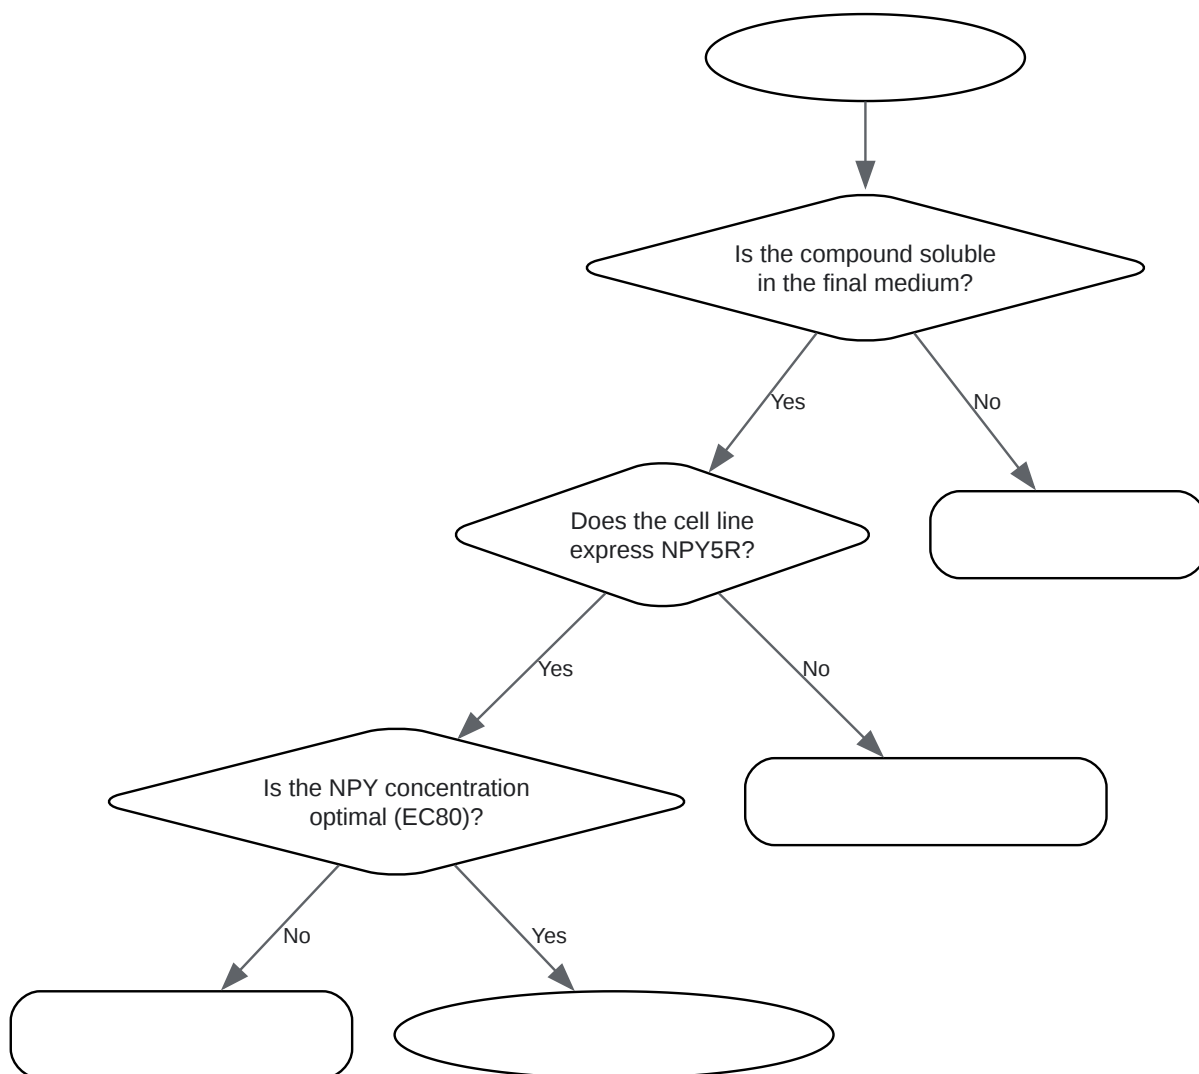 Is the compound soluble
in the final medium?
Yes
No
Does the cell line
express NPY5R?
Yes
No
Is the NPY concentration
optimal (EC80)?
No
Yes